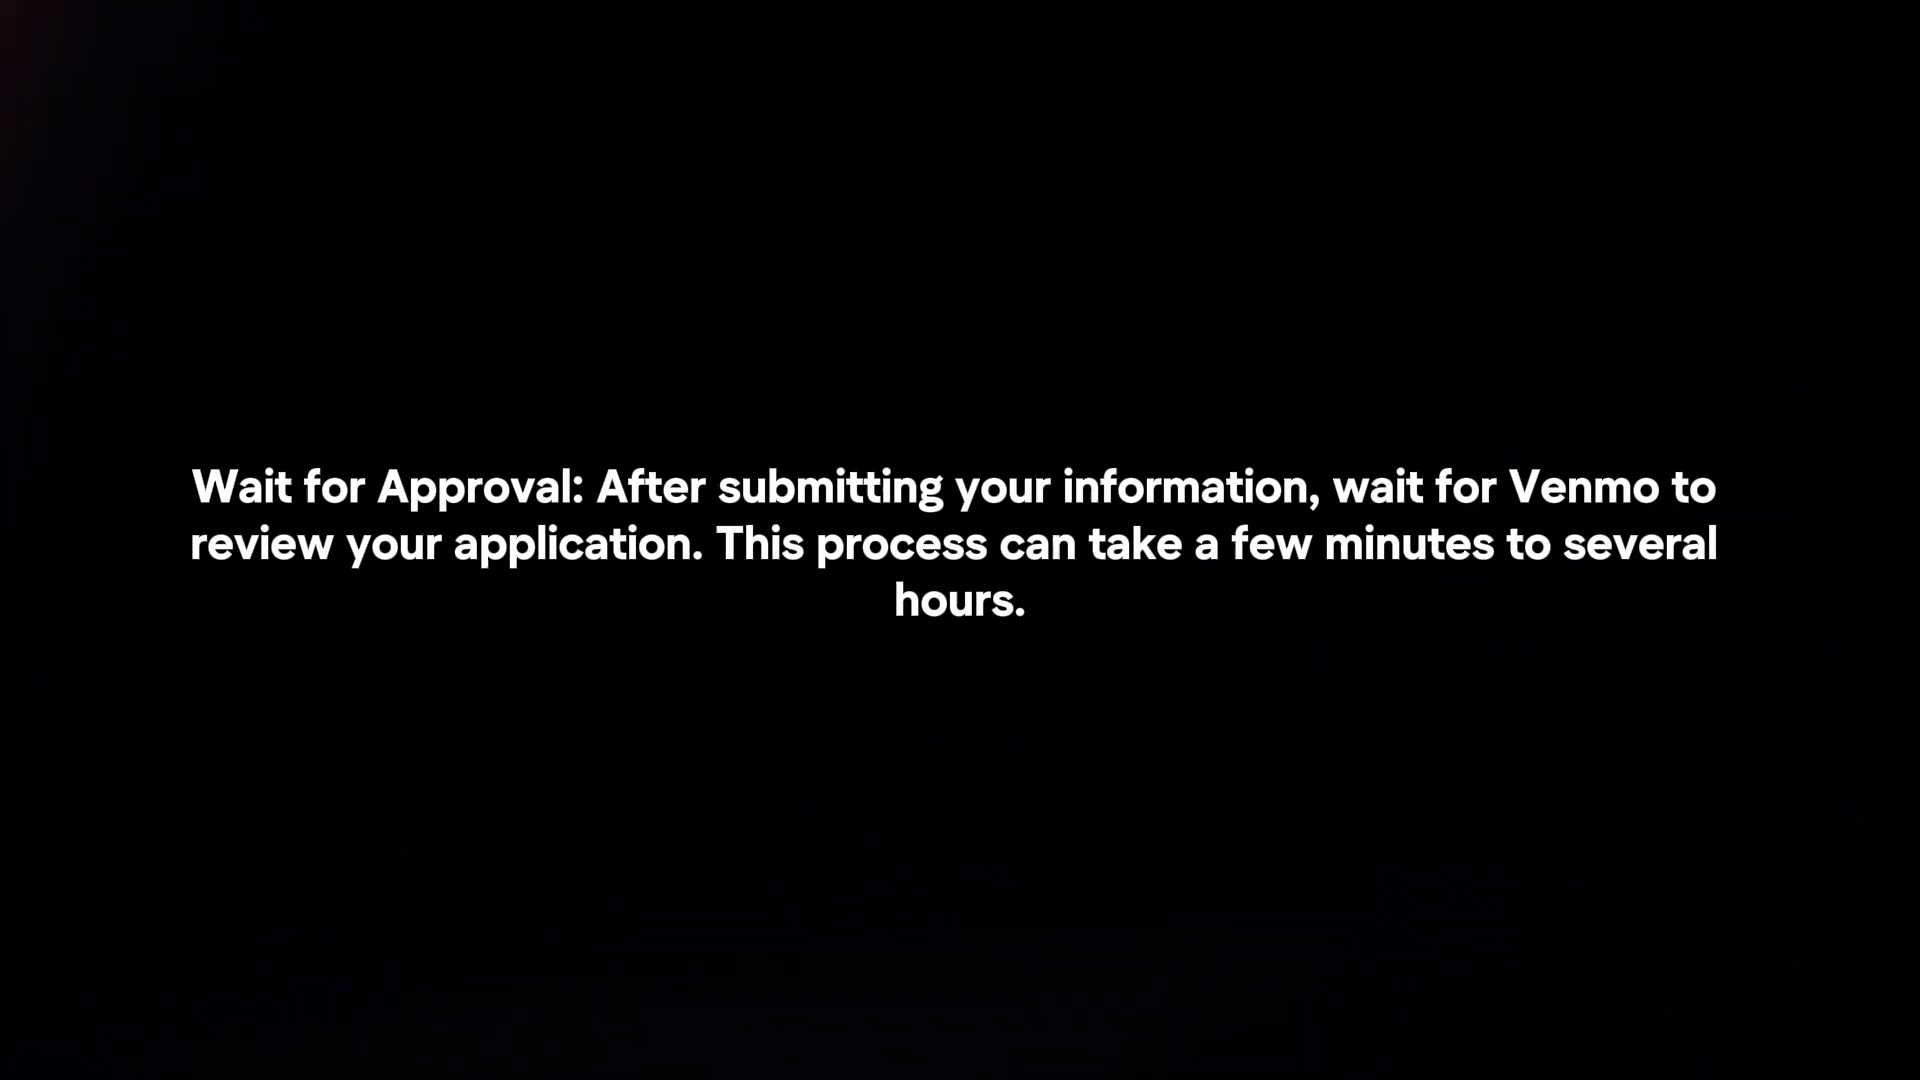 Wait for Approval: After submitting your information, wait for Venmo to
review your application. This process can take a few minutes to several
hours.